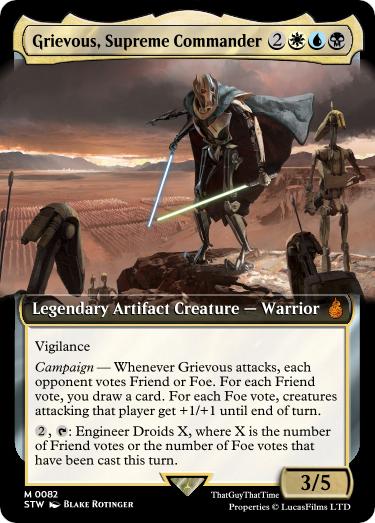 Grievous, Supreme Commander 2
Legendary Artifact Creature — Warrior
Vigilance
Campaign — Whenever Grievous attacks, each
opponent votes Friend or Foe. For each Friend
vote, you draw a card. For each Foe vote, creatures
attacking that player get +1/+1 until end of turn.
2, : Engineer Droids X, where X is the
number of Friend votes or the number of Foe votes that
have been cast this turn.
3/5
M 0082
STW • Blake Rotinger
ThatGuyThatTime
Properties © LucasFilms LTD